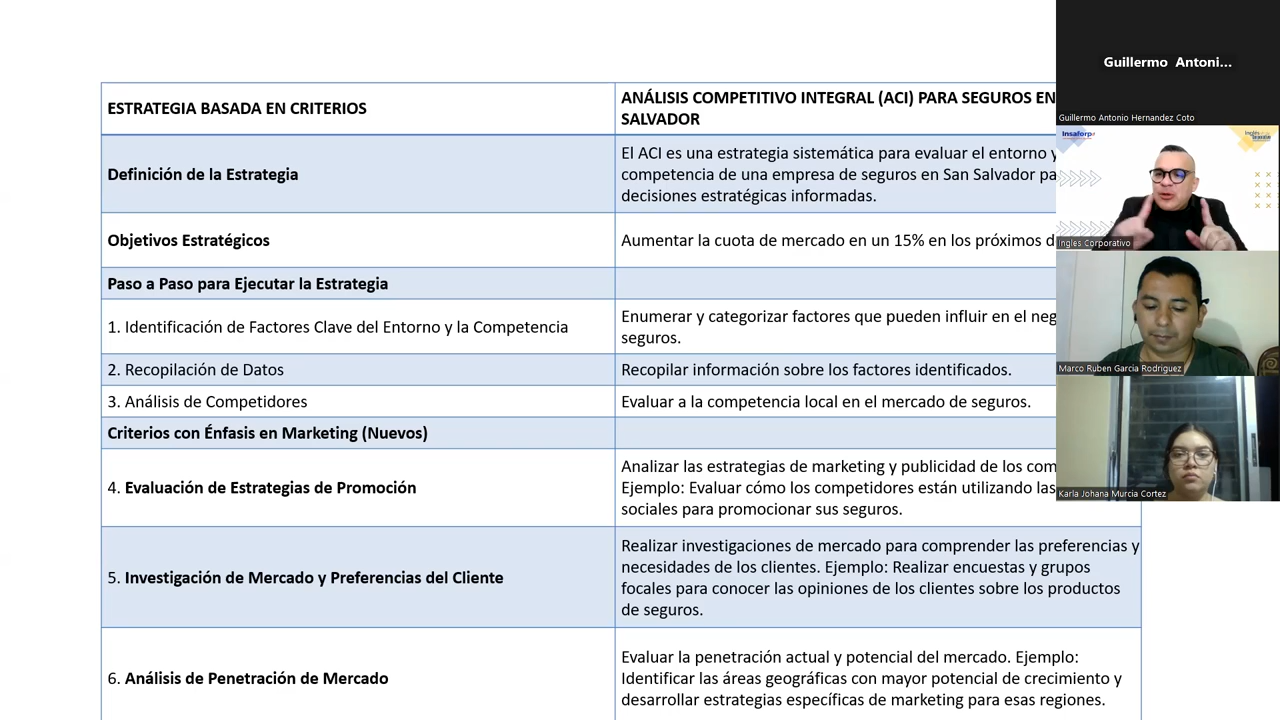 ESTRATEGIA BASADA EN CRITERIOS
ANÁLISIS COMPETITIVO INTEGRAL (ACI) PARA SEGUROS EN
SALVADOR
Definición de la Estrategia
El ACI es una estrategia sistemática para evaluar el entorno y
competencia de una empresa de seguros en San Salvador pa
decisiones estratégicas informadas.
Objetivos Estratégicos
Aumentar la cuota de mercado en un 15% en los próximos d
Paso a Paso para Ejecutar la Estrategia
1. Identificación de Factores Clave del Entorno y la Competencia
Enumerar y categorizar factores que pueden influir en el neg
seguros.
2. Recopilación de Datos
Recopilar información sobre los factores identificados.
3. Análisis de Competidores
Evaluar a la competencia local en el mercado de seguros.
Criterios con Énfasis en Marketing (Nuevos)
4. Evaluación de Estrategias de Promoción
Analizar las estrategias de marketing y publicidad de los com
Ejemplo: Evaluar cómo los competidores están utilizando las
sociales para promocionar sus seguros.
5. Investigación de Mercado y Preferencias del Cliente
Realizar investigaciones de mercado para comprender las preferencias y
necesidades de los clientes. Ejemplo: Realizar encuestas y grupos
focales para conocer las opiniones de los clientes sobre los productos
de seguros.
6. Análisis de Penetración de Mercado
Evaluar la penetración actual y potencial del mercado. Ejemplo:
Identificar las áreas geográficas con mayor potencial de crecimiento y
desarrollar estrategias específicas de marketing para esas regiones.
Guillermo Antoni...
Guillermo Antonio Hernandez Coto
Insaforp
Ingles Corporativo
Marco Ruben Garcia Rodriguez
Karla Johana Murcia Cortez